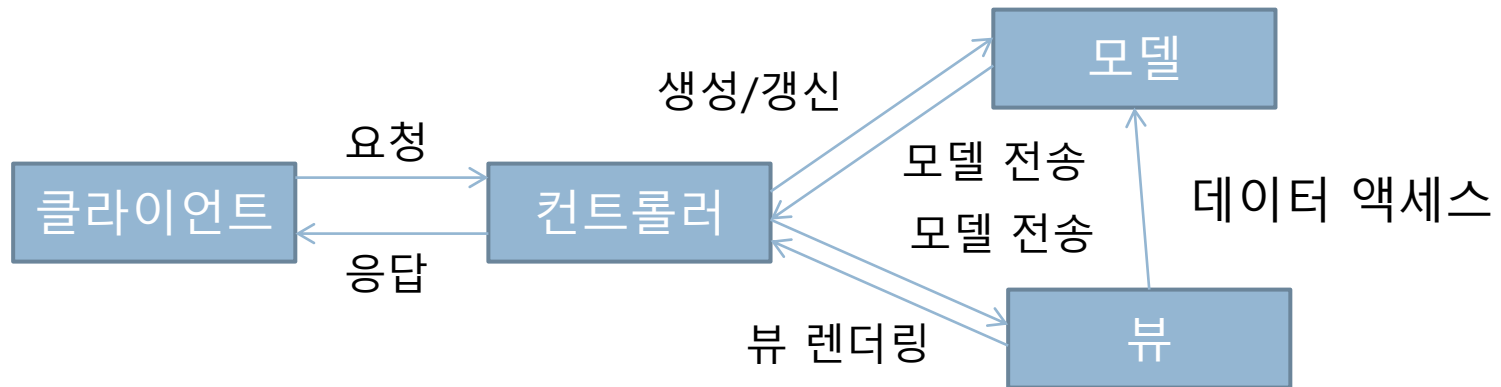 모델
생성/갱신
요청
모델 전송
클라이언트
컨트롤러
데이터 액세스
모델 전송
응답
뷰 렌더링
뷰